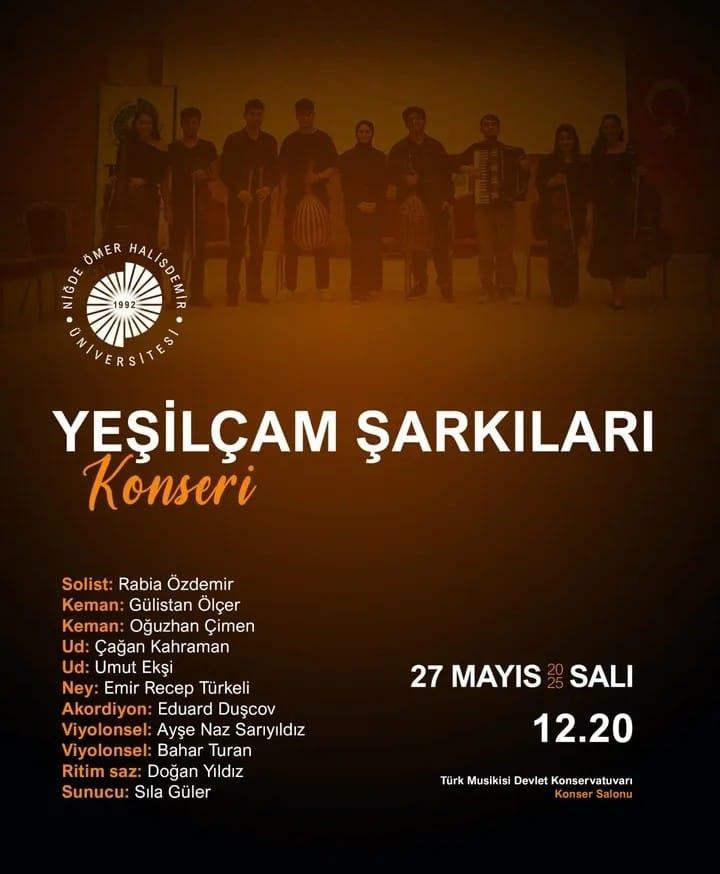 NİĞDE ÖMER HALİSDEMİR
ÜNİVERSİTESİ
1992
YEŞİLÇAM ŞARKILARI
Konseri
Solist: Rabia Özdemir
Keman: Gülistan Ölçer
Keman: Oğuzhan Çimen
Ud: Çağan Kahraman
Ud: Umut Ekşi
Ney: Emir Recep Türkeli
Akordiyon: Eduard Duşcov
Viyolonsel: Ayşe Naz Sarıyıldız
Viyolonsel: Bahar Turan
Ritim saz: Doğan Yıldız
Sunucu: Sıla Güler
27 MAYIS 2025 SALI
12.20
Türk Musikisi Devlet Konservatuvarı
Konser Salonu